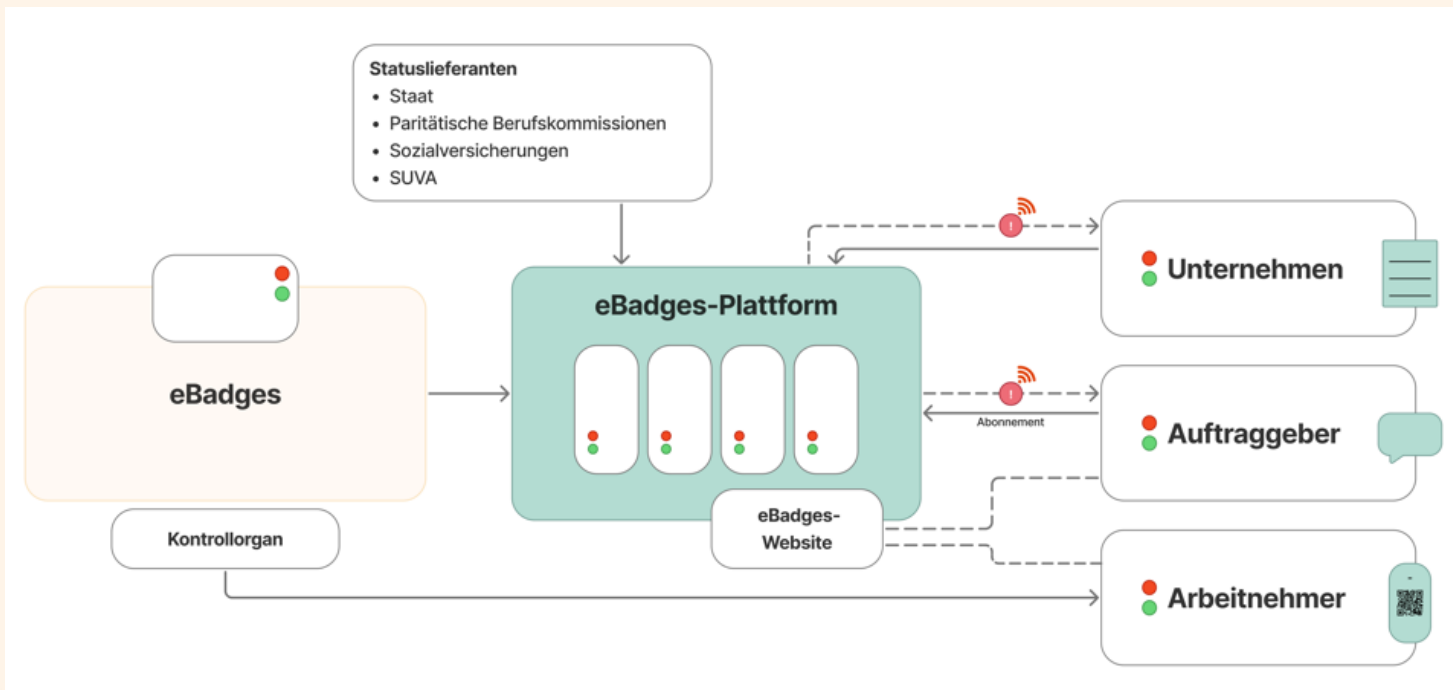 Statuslieferanten
• Staat
• Paritätische Berufskommissionen
• Sozialversicherungen
• SUVA
!
Unternehmen
eBadges-Plattform
eBadges
!
Abonnement
Auftraggeber
eBadges-
Website
Kontrollorgan
Arbeitnehmer